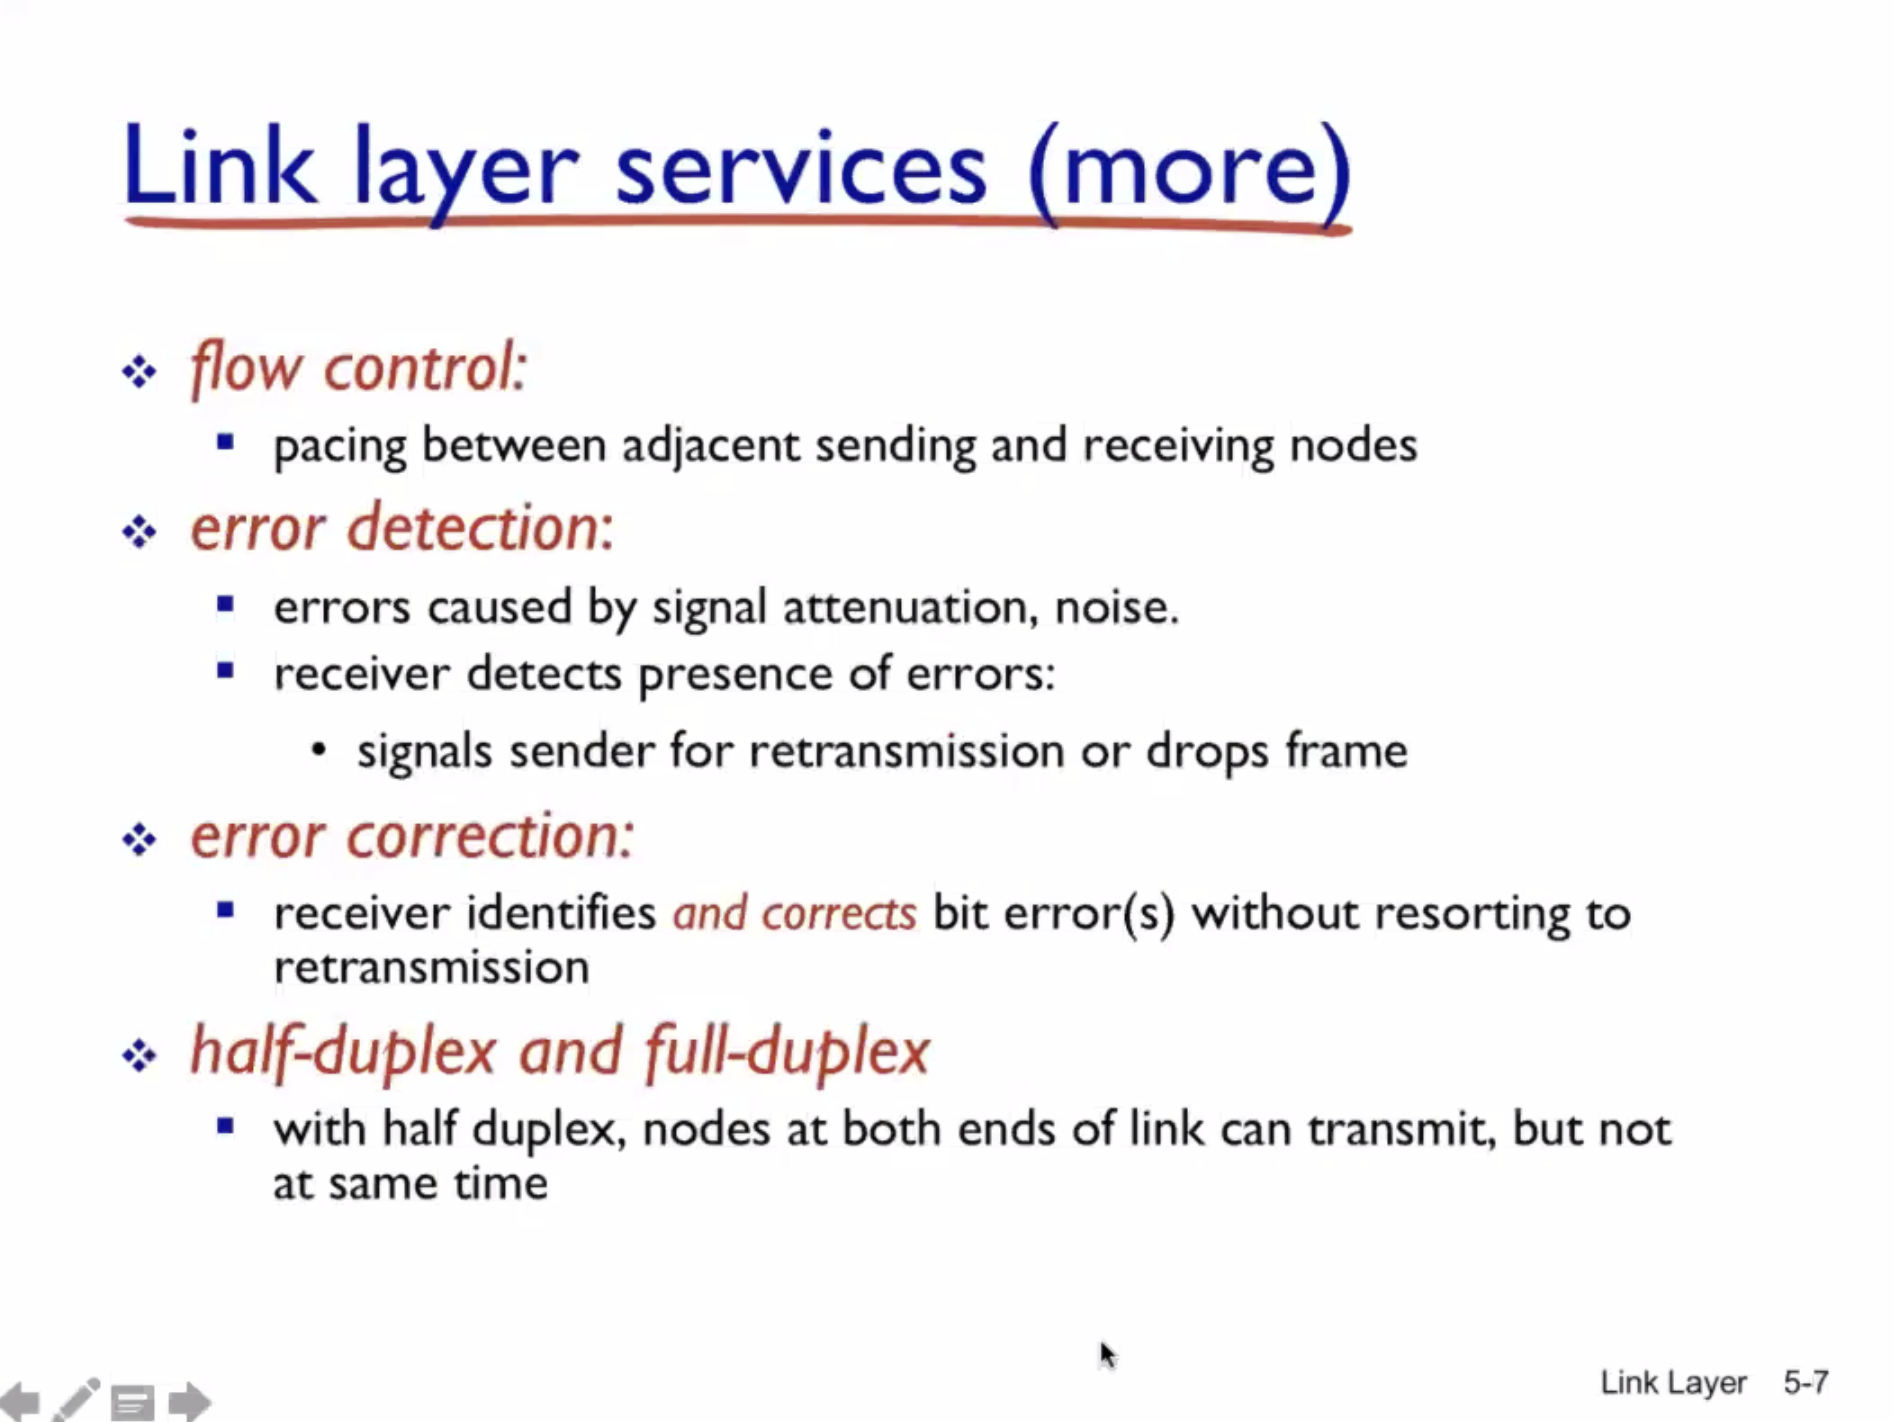 Link layer services (more)
flow control:
pacing between adjacent sending and receiving nodes
error detection:
errors caused by signal attenuation, noise.
receiver detects presence of errors:
• signals sender for retransmission or drops frame
error correction:
receiver identifies and corrects bit error(s) without resorting to
retransmission
half-duplex and full-duplex
with half duplex, nodes at both ends of link can transmit, but not
at same time
Link Layer 5-7